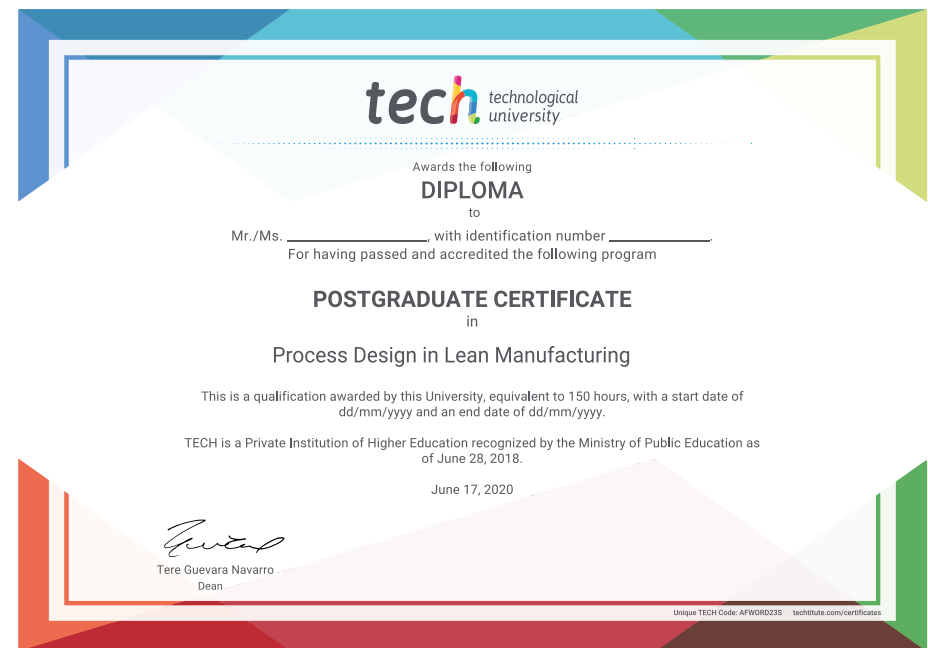 tech technological
university
Awards the following
DIPLOMA
to
Mr./Ms. ____________________, with identification number ______________.
For having passed and accredited the following program
POSTGRADUATE CERTIFICATE
in
Process Design in Lean Manufacturing
This is a qualification awarded by this University, equivalent to 150 hours, with a start date of
dd/mm/yyyy and an end date of dd/mm/yyyy.
TECH is a Private Institution of Higher Education recognized by the Ministry of Public Education as
of June 28, 2018.
June 17, 2020
Tere Guevara Navarro
Dean
Unique TECH Code: AFWORD23S techtitute.com/certificates